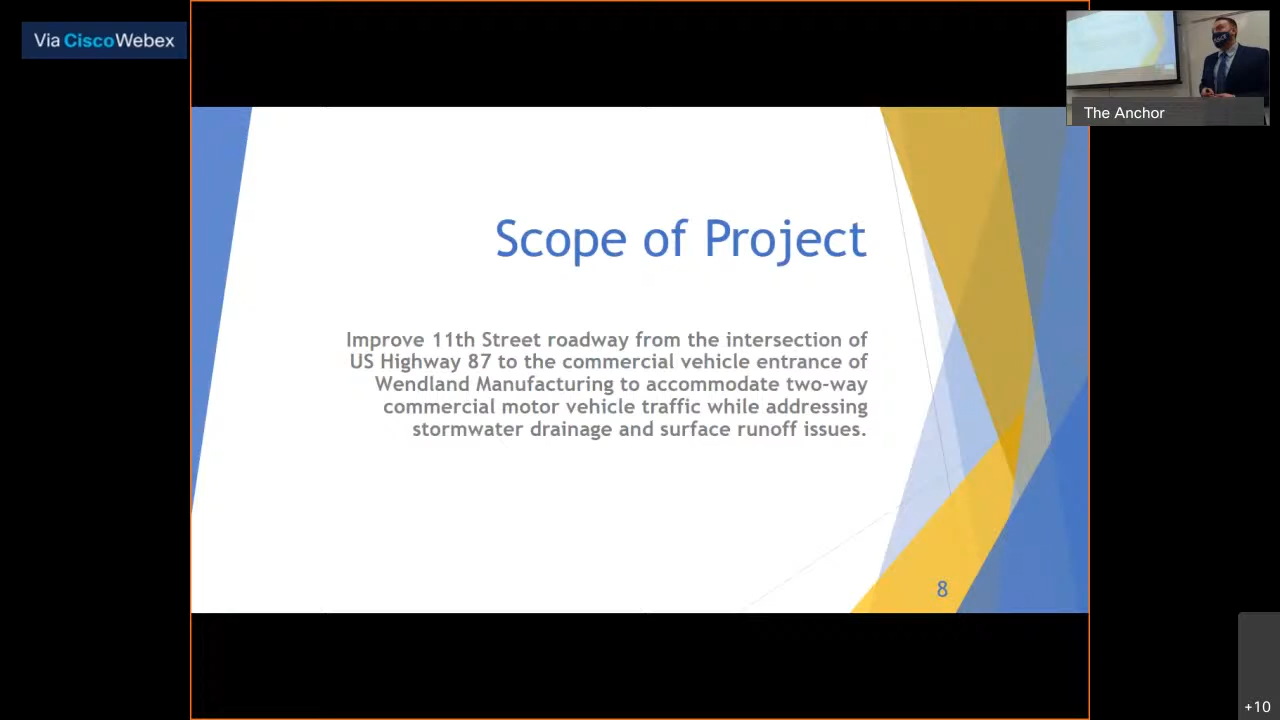 Via CiscoWebex
The Anchor
Scope of Project
Improve 11th Street roadway from the intersection of
US Highway 87 to the commercial vehicle entrance of
Wendland Manufacturing to accommodate two-way
commercial motor vehicle traffic while addressing
stormwater drainage and surface runoff issues.
8
+10